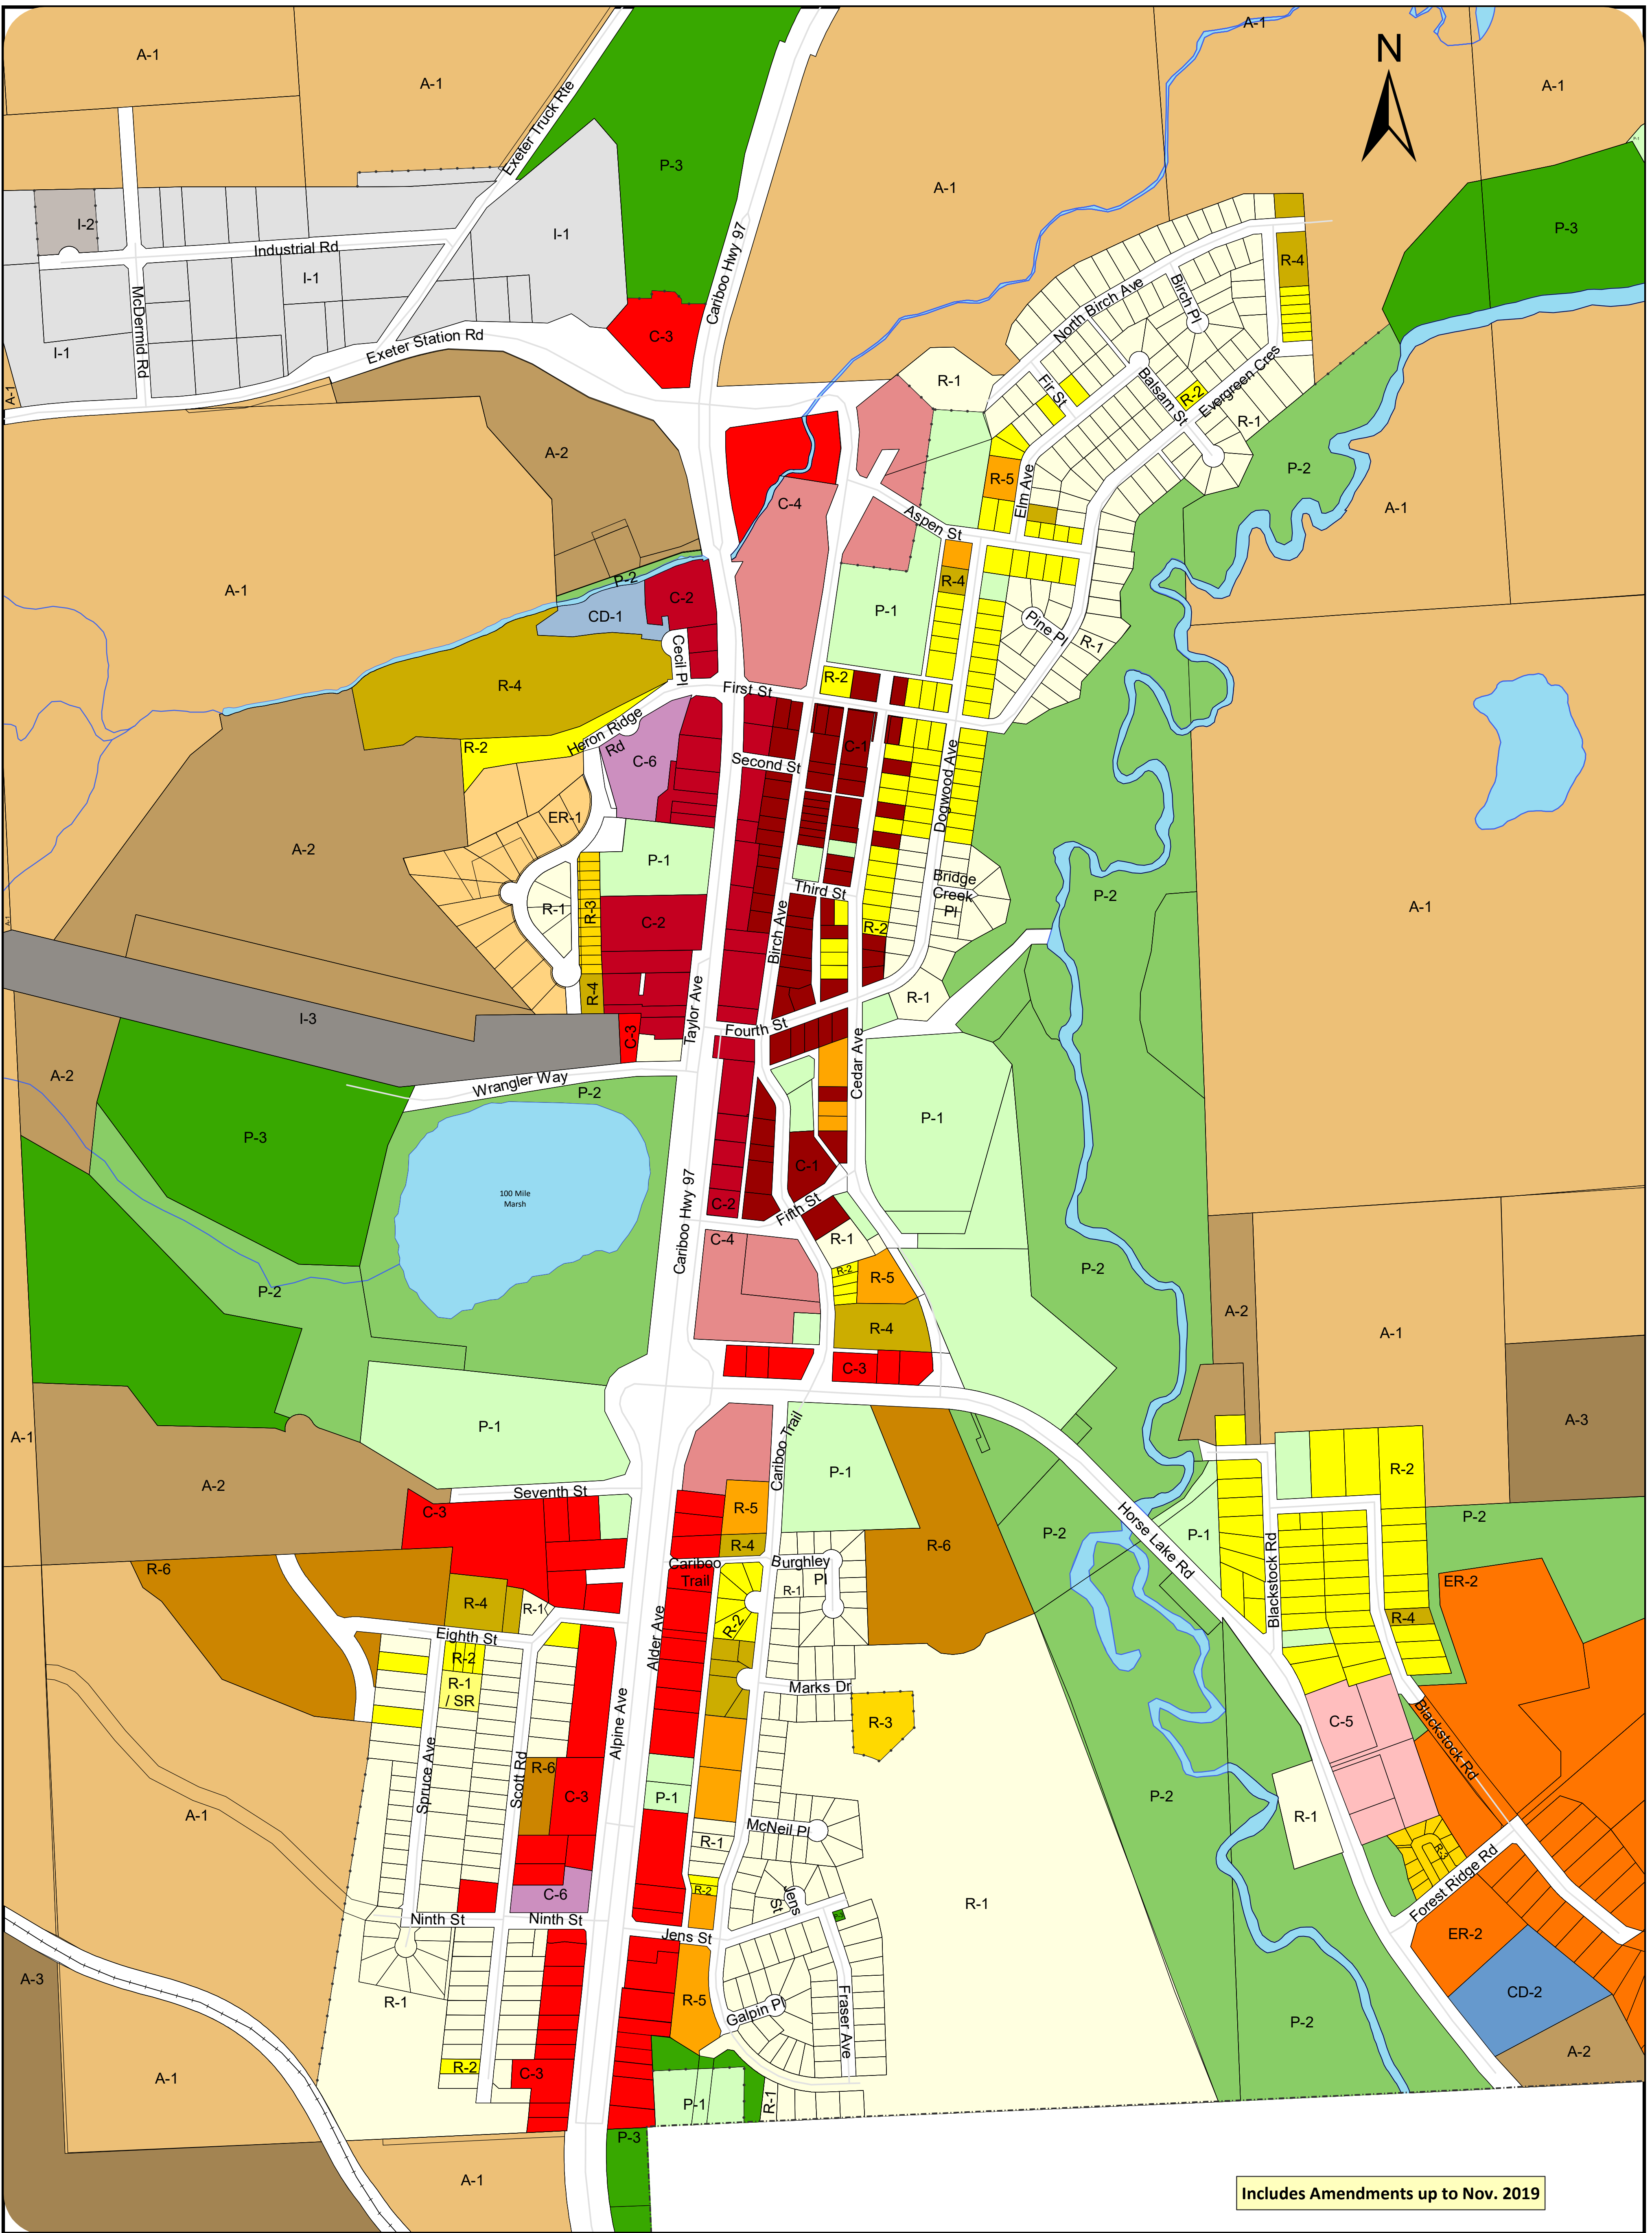 A-1
A-1
A-1
N
A-1
Exeter Truck Rte
P-3
A-1
P-3
I-2
I-1
Industrial Rd
I-1
McDermid Rd
Cariboo Hwy 97
R-4
North Birch Ave
Birch Pl
Exeter Station Rd
C-3
I-1
A-1
R-1
Fir St
Balsam St
R-2
Evergreen Cres
R-1
A-2
P-2
R-5
Elm Ave
C-4
Aspen St
A-1
A-1
P-2
C-2
R-4
CD-1
P-1
Pine Pl
R-1
Cecil Pl
R-4
R-2
First St
Heron Ridge
Rd
R-2
C-6
C-1
Second St
Dogwood Ave
ER-1
A-2
P-1
Third St
Bridge
Creek
Pl
P-2
R-1
R-3
C-2
A-1
A-1
Birch Ave
R-2
R-4
R-1
I-3
Taylor Ave
C-3
Fourth St
Cedar Ave
A-2
Wrangler Way
P-2
P-1
P-3
C-1
100 Mile
Marsh
C-2
Fifth St
Cariboo Hwy 97
C-4
R-1
P-2
P-2
R-2
R-5
A-2
R-4
A-1
C-3
A-3
A-1
P-1
Cariboo Trail
P-1
R-2
A-2
Seventh St
C-3
R-5
Horse Lake Rd
P-2
P-1
P-2
R-4
R-6
Cariboo
Trail
Burghley
Pl
R-6
R-1
Blackstock Rd
ER-2
R-4
R-1
R-2
R-4
Eighth St
R-2
R-1
/ SR
Alder Ave
Marks Dr
R-3
C-5
Blackstock Rd
Alpine Ave
Spruce Ave
Scott Rd
R-6
C-3
P-1
P-2
A-1
R-1
McNeil Pl
R-1
R-3
Forest Ridge Rd
C-6
R-2
Jens
St
R-1
Ninth St
Ninth St
Jens St
ER-2
A-3
R-1
R-5
Galpin Pl
Fraser Ave
CD-2
P-2
A-2
R-2
C-3
A-1
P-1
R-1
P-3
A-1
Includes Amendments up to Nov. 2019